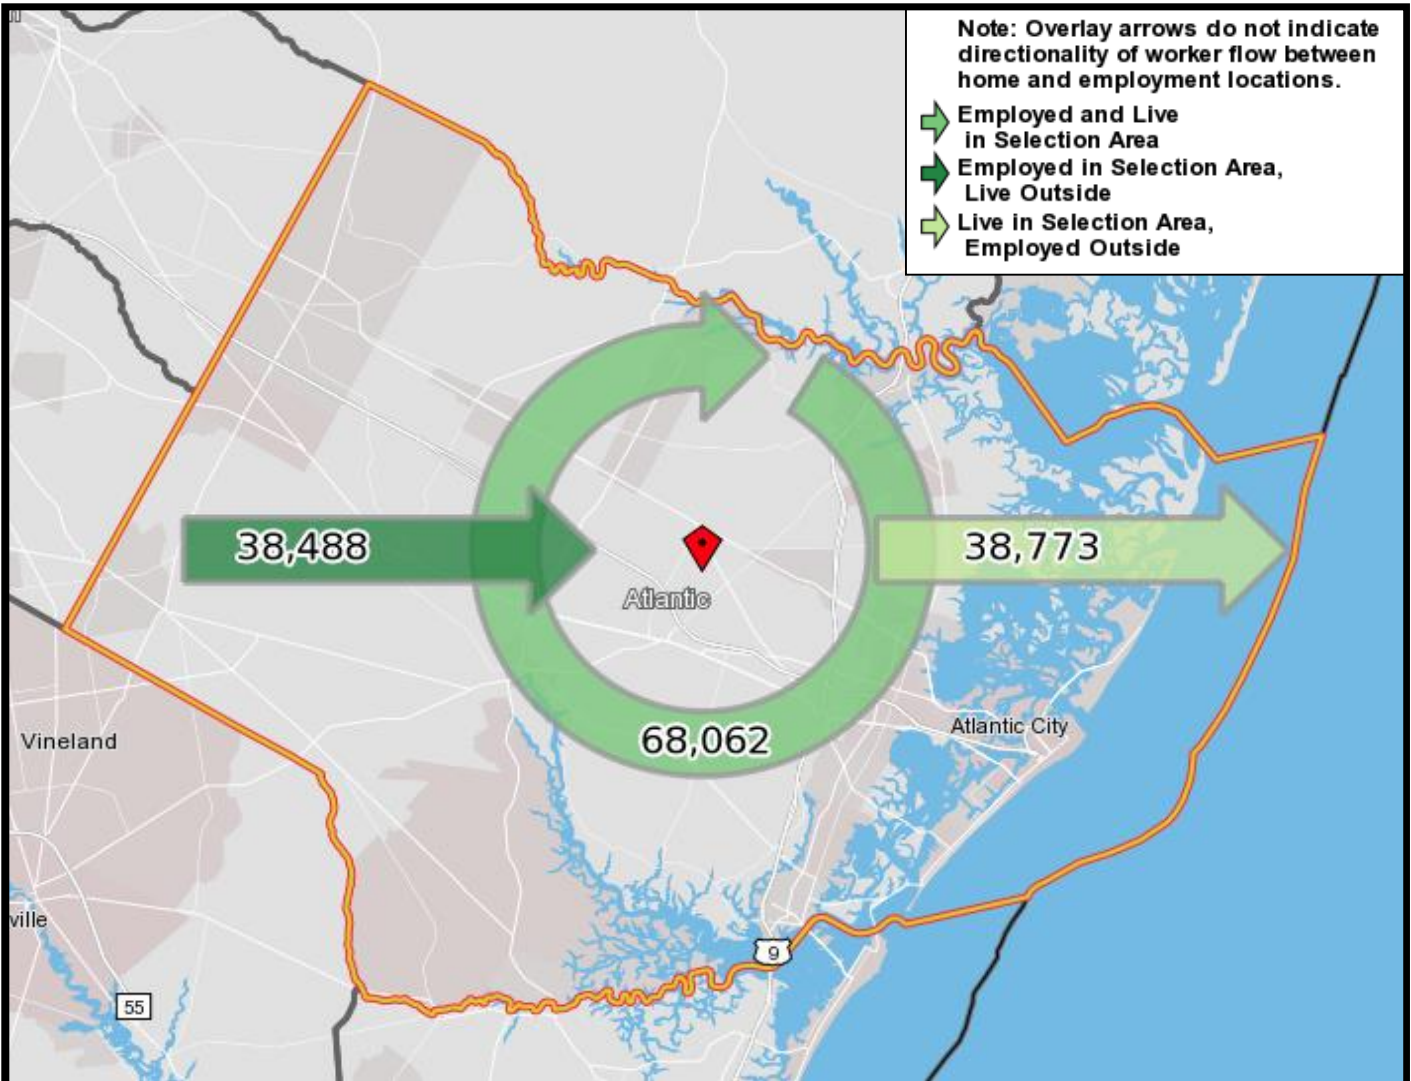 Note: Overlay arrows do not indicate
directionality of worker flow between
home and employment locations.
Employed and Live
in Selection Area
Employed in Selection Area,
Live Outside
Live in Selection Area,
Employed Outside
38,488
38,773
Atlantic
68,062
Atlantic City
Vineland
ville
9
55